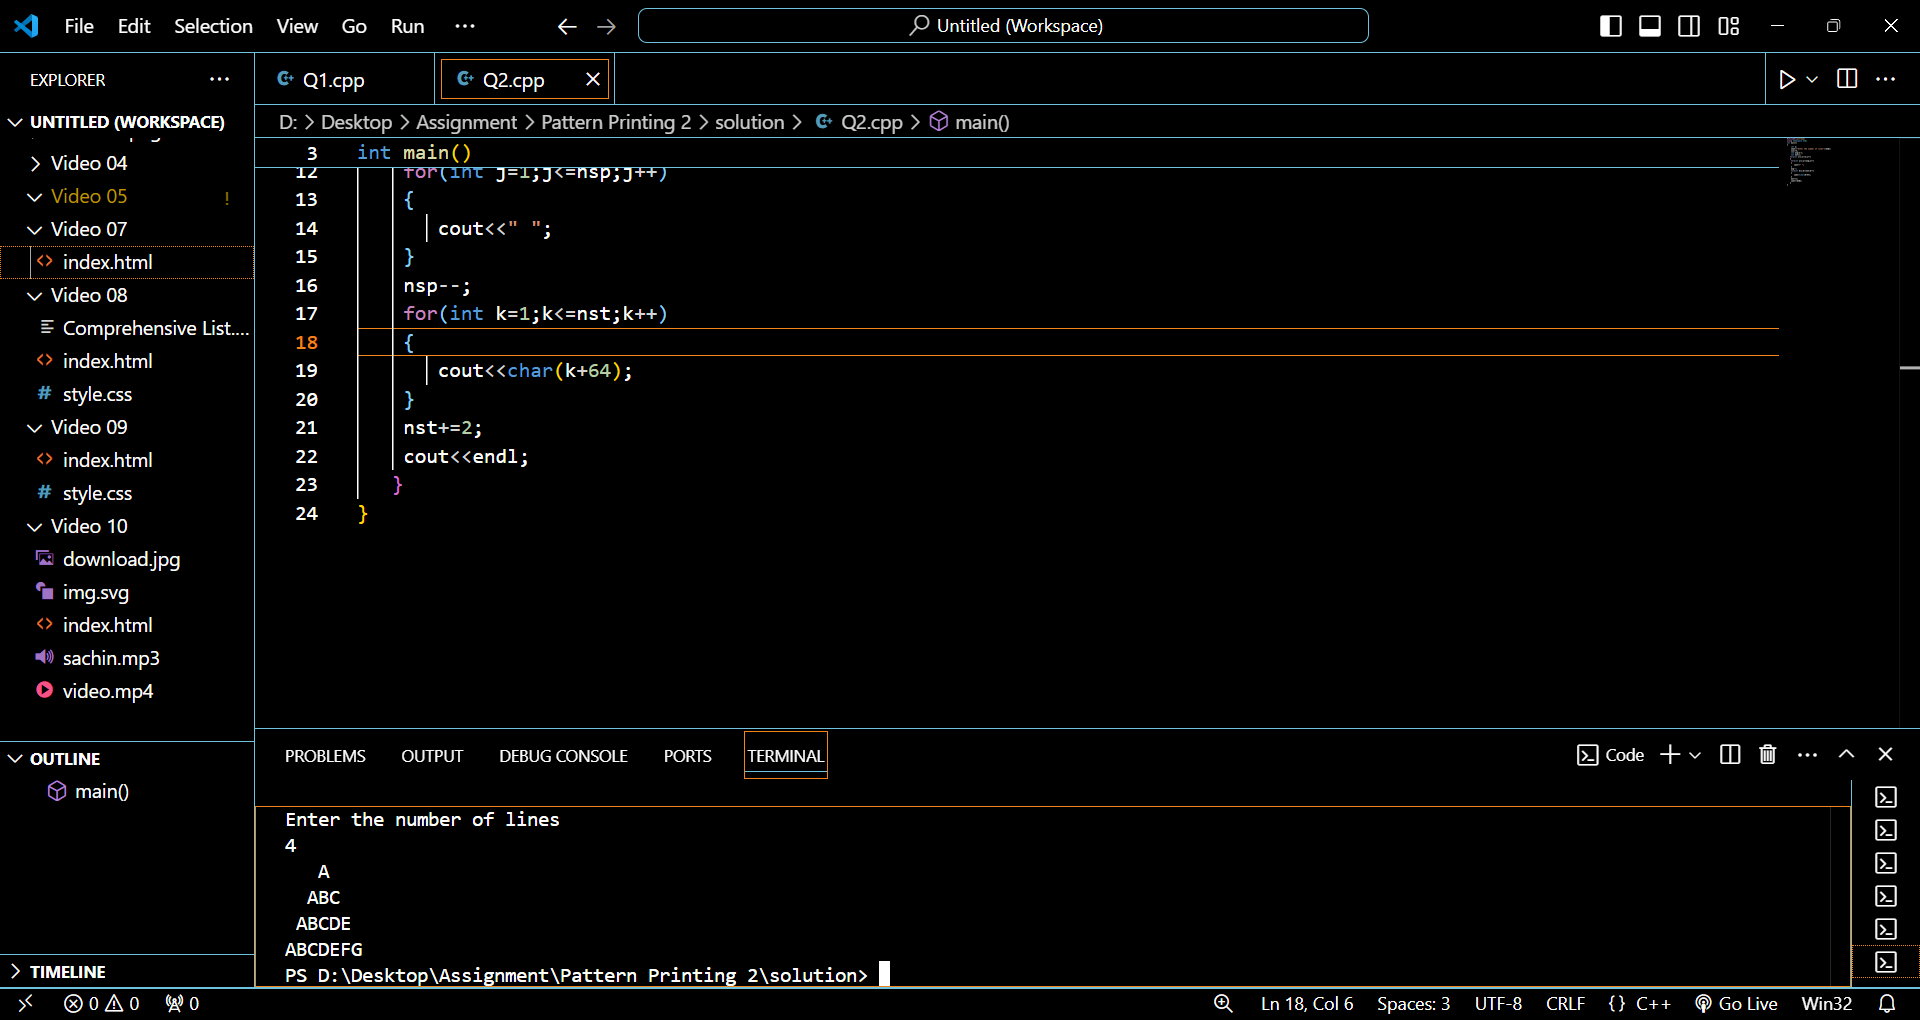 File Edit Selection View Go Run ··· Untitled (Workspace)
EXPLORER ···
UNTITLED (WORKSPACE)
Video 04
Video 05 !
Video 07
index.html
Video 08
Comprehensive List....
index.html
style.css
Video 09
index.html
style.css
Video 10
download.jpg
img.svg
index.html
sachin.mp3
video.mp4
OUTLINE
main()
TIMELINE
Q1.cpp Q2.cpp
D: > Desktop > Assignment > Pattern Printing 2 > solution > Q2.cpp > main()
3 int main()
12 for(int j=1;j<=nsp;j++)
13 {
14 cout<<" ";
15 }
16 nsp--;
17 for(int k=1;k<=nst;k++)
18 {
19 cout<<char(k+64);
20 }
21 nst+=2;
22 cout<<endl;
23 }
24 }
PROBLEMS OUTPUT DEBUG CONSOLE PORTS TERMINAL Code
Enter the number of lines
4
A
ABC
ABCDE
ABCDEFG
PS D:\Desktop\Assignment\Pattern Printing 2\solution>
0 0 0 Ln 18, Col 6 Spaces: 3 UTF-8 CRLF {} C++ Go Live Win32